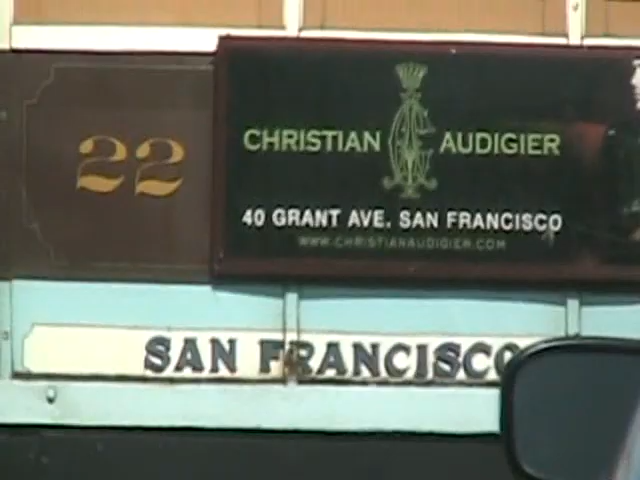 22
CHRISTIAN AUDIGIER
40 GRANT AVE. SAN FRANCISCO
WWW.CHRISTIANAUDIGIER.COM
SAN FRANCISCO